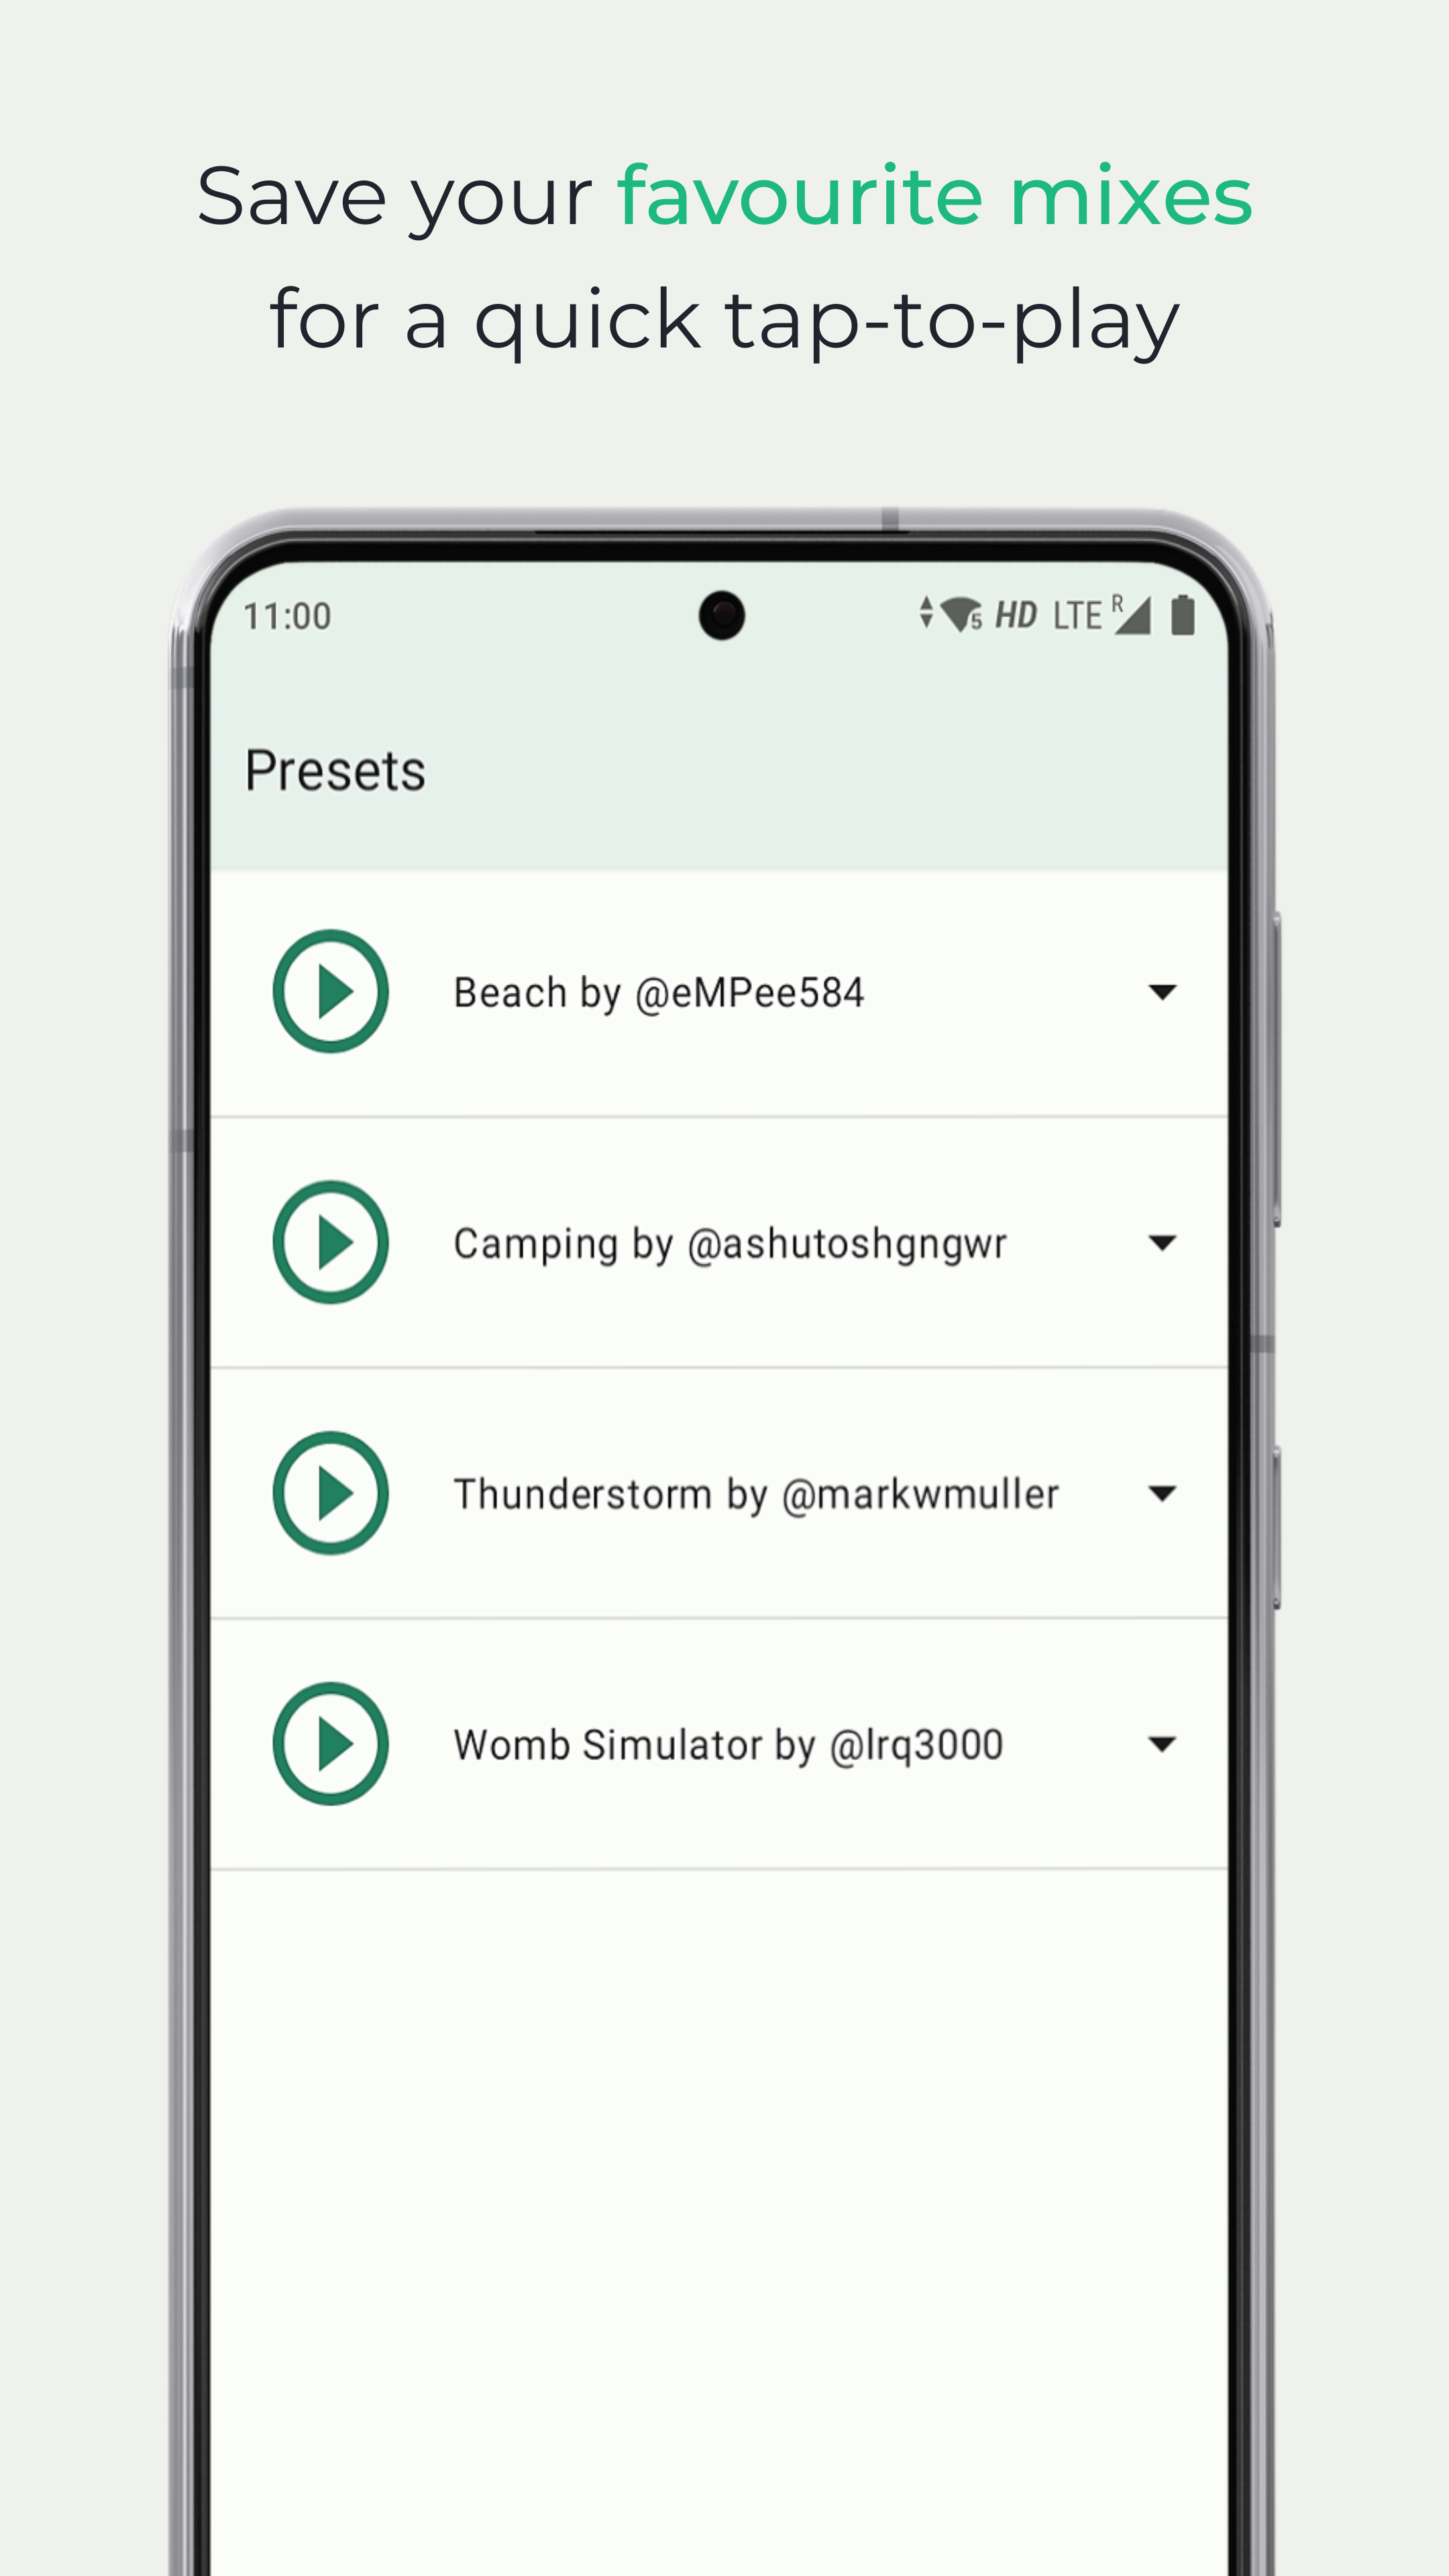 Save your favourite mixes
for a quick tap-to-play
11:00
5 HD LTE R
Presets
Beach by @eMPee584
Camping by @ashutoshgngwr
Thunderstorm by @markwmuller
Womb Simulator by @lrq3000